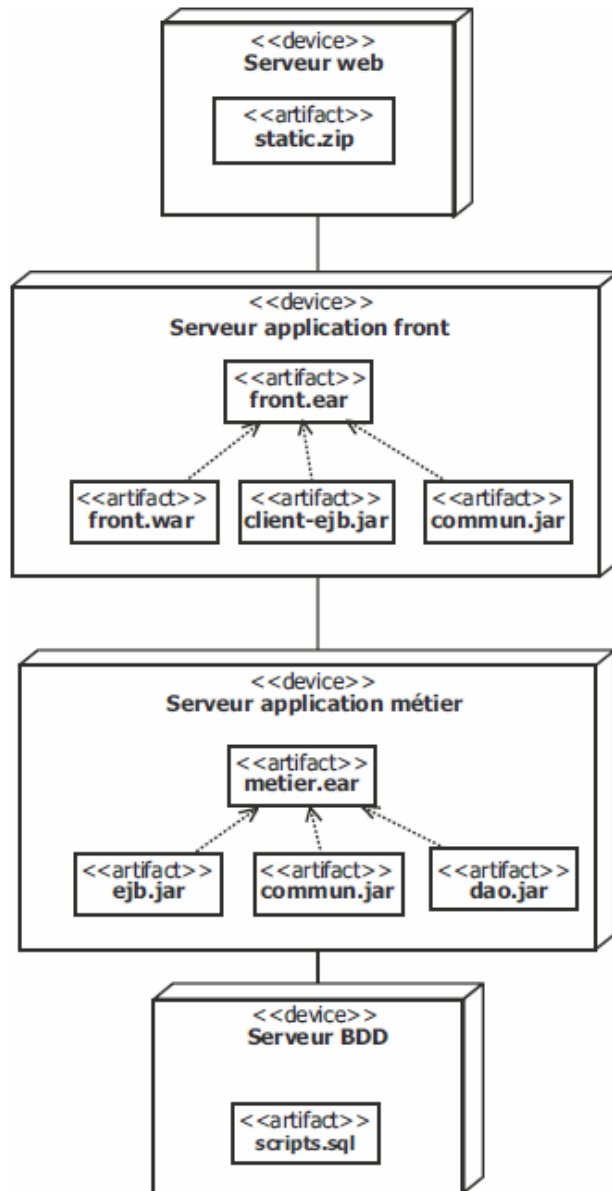 <<device>>
Serveur web
<<artifact>>
static.zip
<<device>>
Serveur application front
<<artifact>>
front.ear
<<artifact>> <<artifact>> <<artifact>>
front.war client-ejb.jar commun.jar
<<device>>
Serveur application métier
<<artifact>>
metier.ear
<<artifact>> <<artifact>> <<artifact>>
ejb.jar commun.jar dao.jar
<<device>>
Serveur BDD
<<artifact>>
scripts.sql